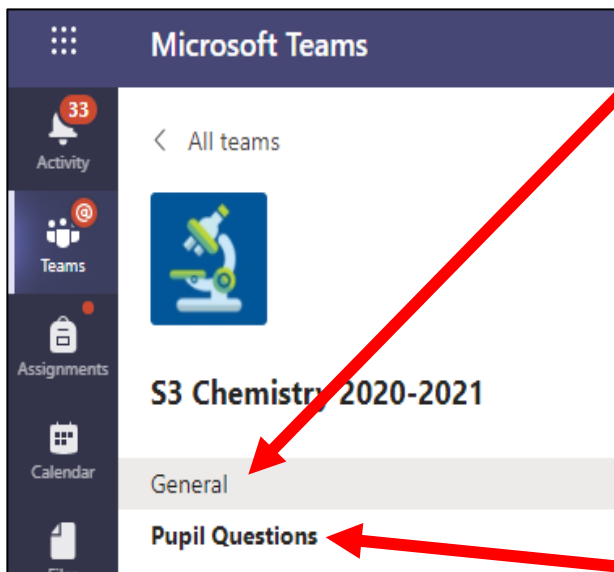 Microsoft Teams
33
Activity
All teams
@
Teams
Assignments
S3 Chemistry 2020-2021
Calendar
General
Pupil Questions